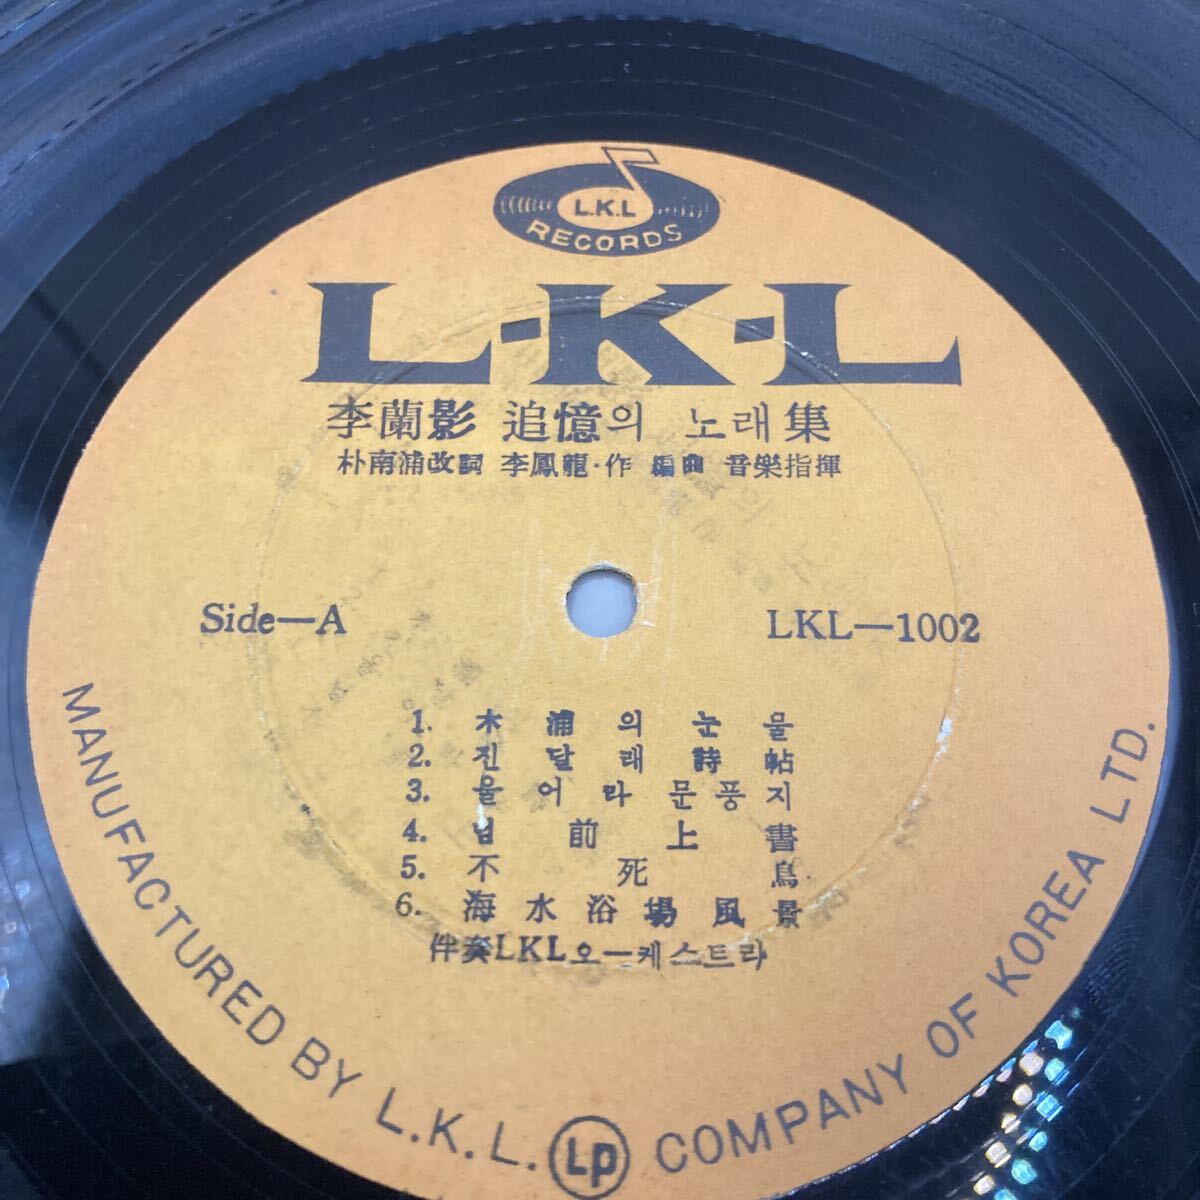 L.K.L
RECORDS
L·K·L
李蘭影 追憶의 노래集
朴南浦改詞 李鳳龍·作 編曲 音樂指揮
Side—A
LKL—1002
1. 木浦의눈물
2. 진달래詩帖
3. 울어라문풍지
4. 님前上書
5. 不死鳥
6. 海水浴場風景
伴奏LKL오—케스트라
MANUFACTURED BY L.K.L. Lp COMPANY OF KOREA LTD.